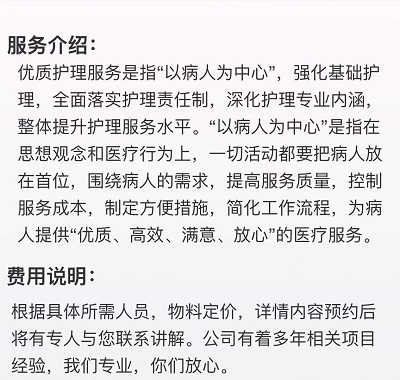 服务介绍：
优质护理服务是指“以病人为中心”，强化基础护
理，全面落实护理责任制，深化护理专业内涵，
整体提升护理服务水平。“以病人为中心”是指在
思想观念和医疗行为上，一切活动都要把病人放
在首位，围绕病人的需求，提高服务质量，控制
服务成本，制定方便措施，简化工作流程，为病
人提供“优质、高效、满意、放心”的医疗服务。
费用说明：
根据具体所需人员，物料定价，详情内容预约后
将有专人与您联系讲解。公司有着多年相关项目
经验，我们专业，你们放心。